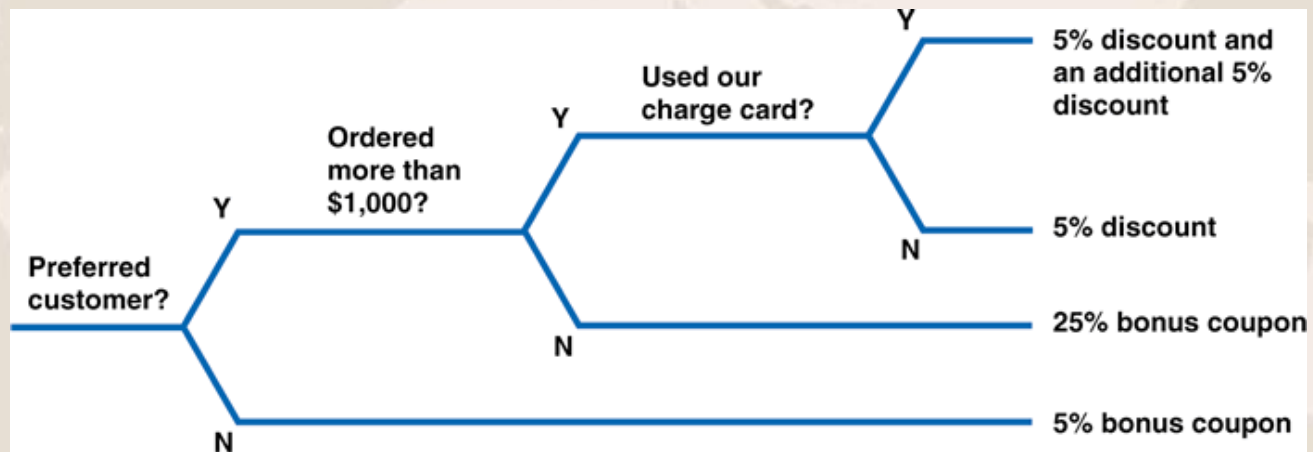 Preferred
customer?
Y
N
Ordered
more than
$1,000?
Y
N
Used our
charge card?
Y
N
5% discount and
an additional 5%
discount
5% discount
25% bonus coupon
5% bonus coupon